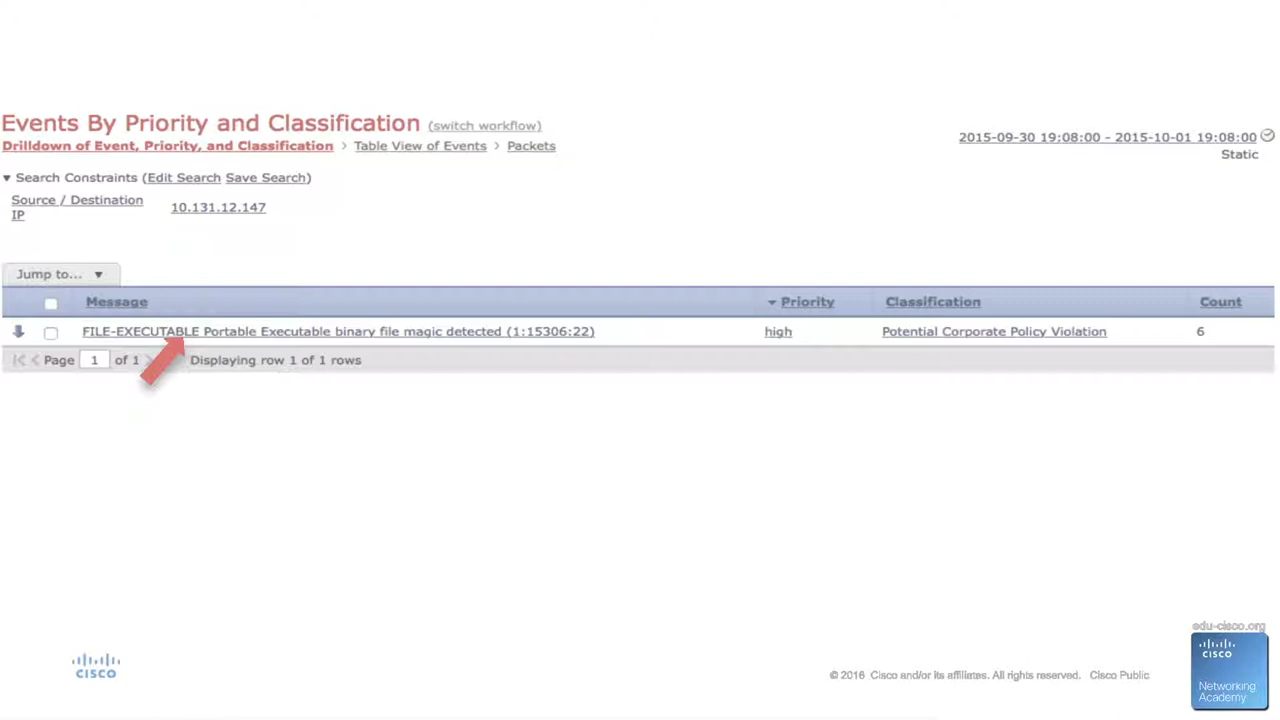 Events By Priority and Classification (switch workflow)
Drilldown of Event, Priority, and Classification > Table View of Events > Packets
2015-09-30 19:08:00 - 2015-10-01 19:08:00
Static
Search Constraints (Edit Search Save Search)
Source / Destination IP 10.131.12.147
Jump to...
Message Priority Classification Count
FILE-EXECUTABLE Portable Executable binary file magic detected (1:15306:22) high Potential Corporate Policy Violation 6
Page 1 of 1 Displaying row 1 of 1 rows
edu-cisco.org
CISCO
© 2016 Cisco and/or its affiliates. All rights reserved. Cisco Public
CISCO
Networking
Academy